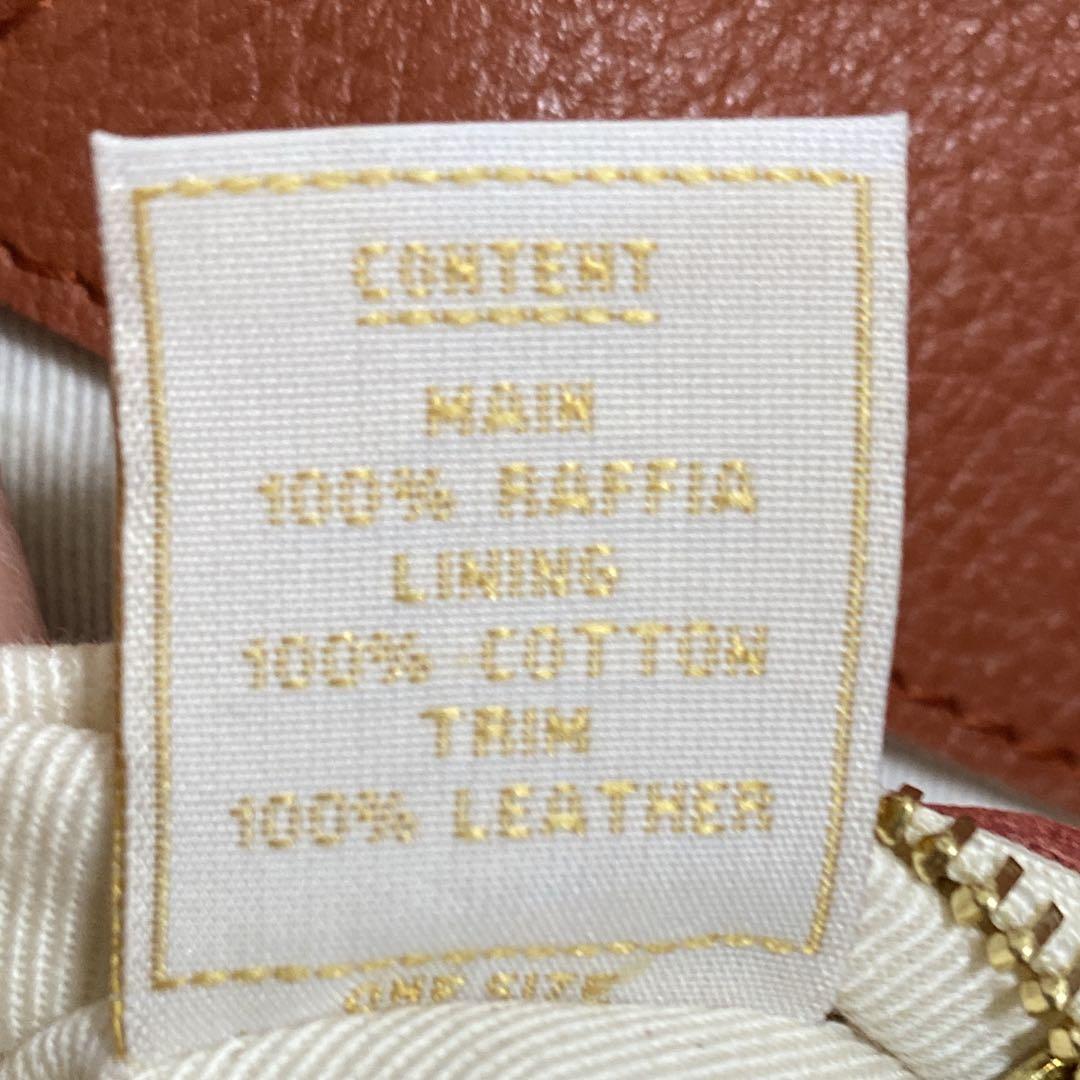 CONTENT
MAIN
100% RAFFIA
LINING
100% COTTON
TRIM
100% LEATHER
ONE SIZE